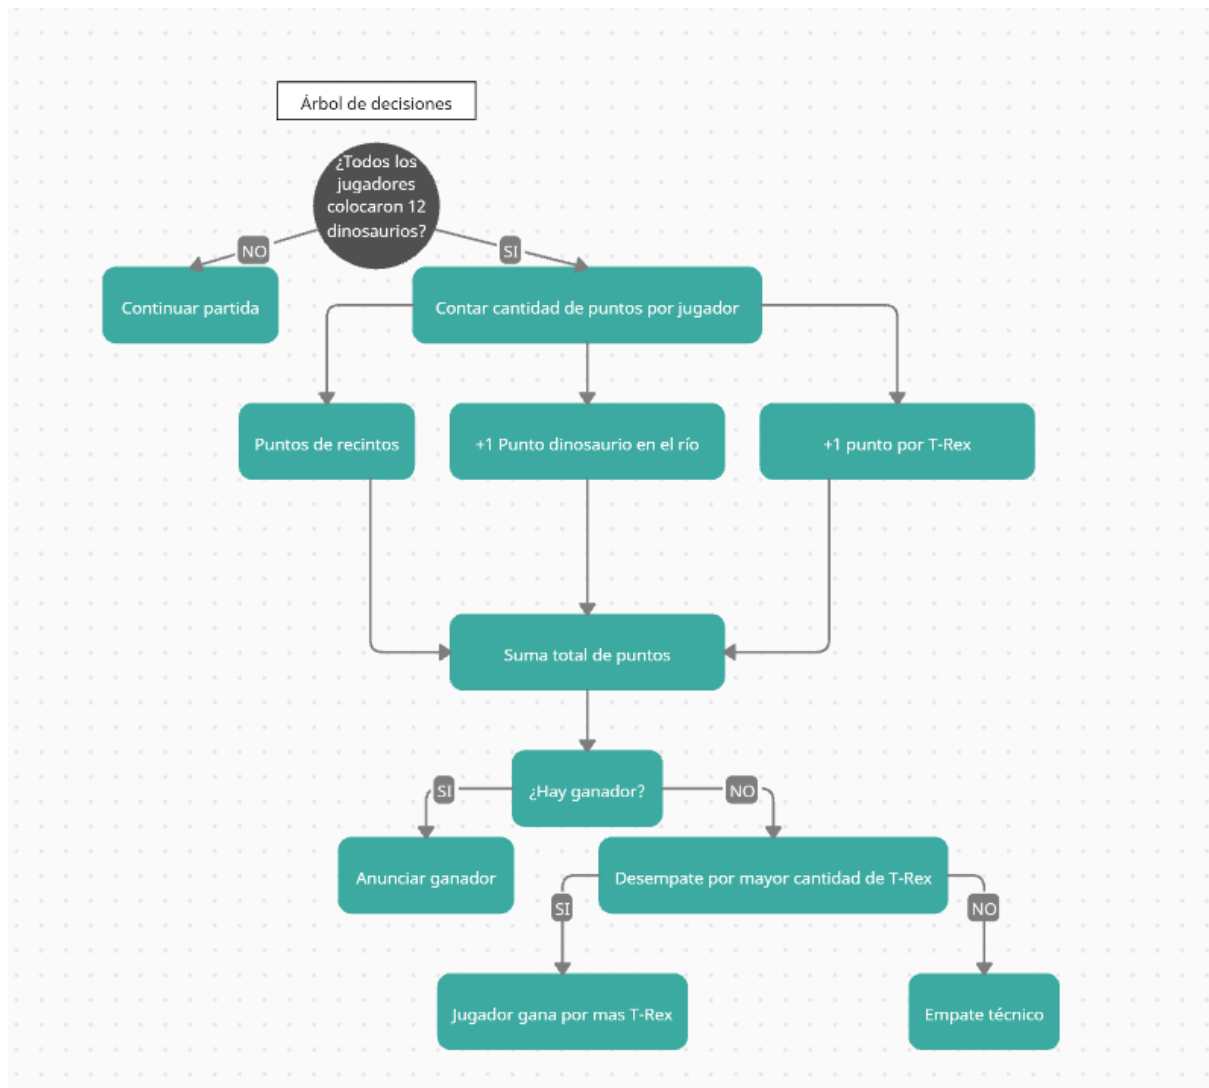 Árbol de decisiones
¿Todos los
jugadores
colocaron 12
dinosaurios?
NO
SI
Continuar partida
Contar cantidad de puntos por jugador
Puntos de recintos
+1 Punto dinosaurio en el río
+1 punto por T-Rex
Suma total de puntos
¿Hay ganador?
SI
NO
Anunciar ganador
Desempate por mayor cantidad de T-Rex
SI
NO
Jugador gana por mas T-Rex
Empate técnico